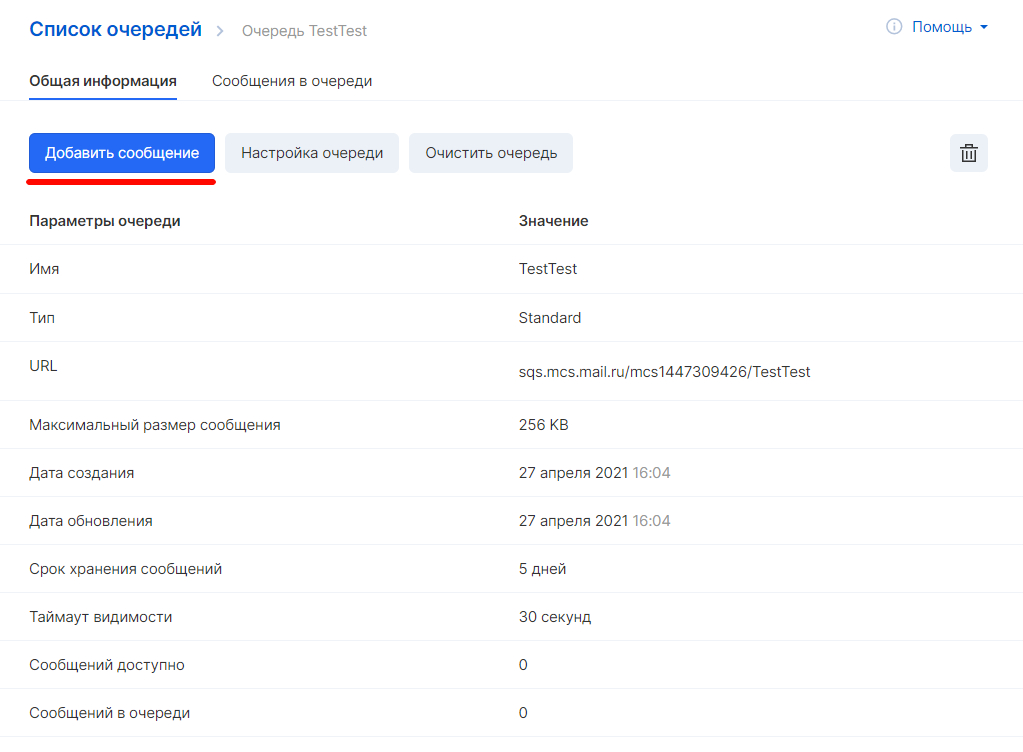 Список очередей > Очередь TestTest
Помощь
Общая информация Сообщения в очереди
Добавить сообщение Настройка очереди Очистить очередь
Параметры очереди Значение
Имя TestTest
Тип Standard
URL sqs.mcs.mail.ru/mcs1447309426/TestTest
Максимальный размер сообщения 256 KB
Дата создания 27 апреля 2021 16:04
Дата обновления 27 апреля 2021 16:04
Срок хранения сообщений 5 дней
Таймаут видимости 30 секунд
Сообщений доступно 0
Сообщений в очереди 0